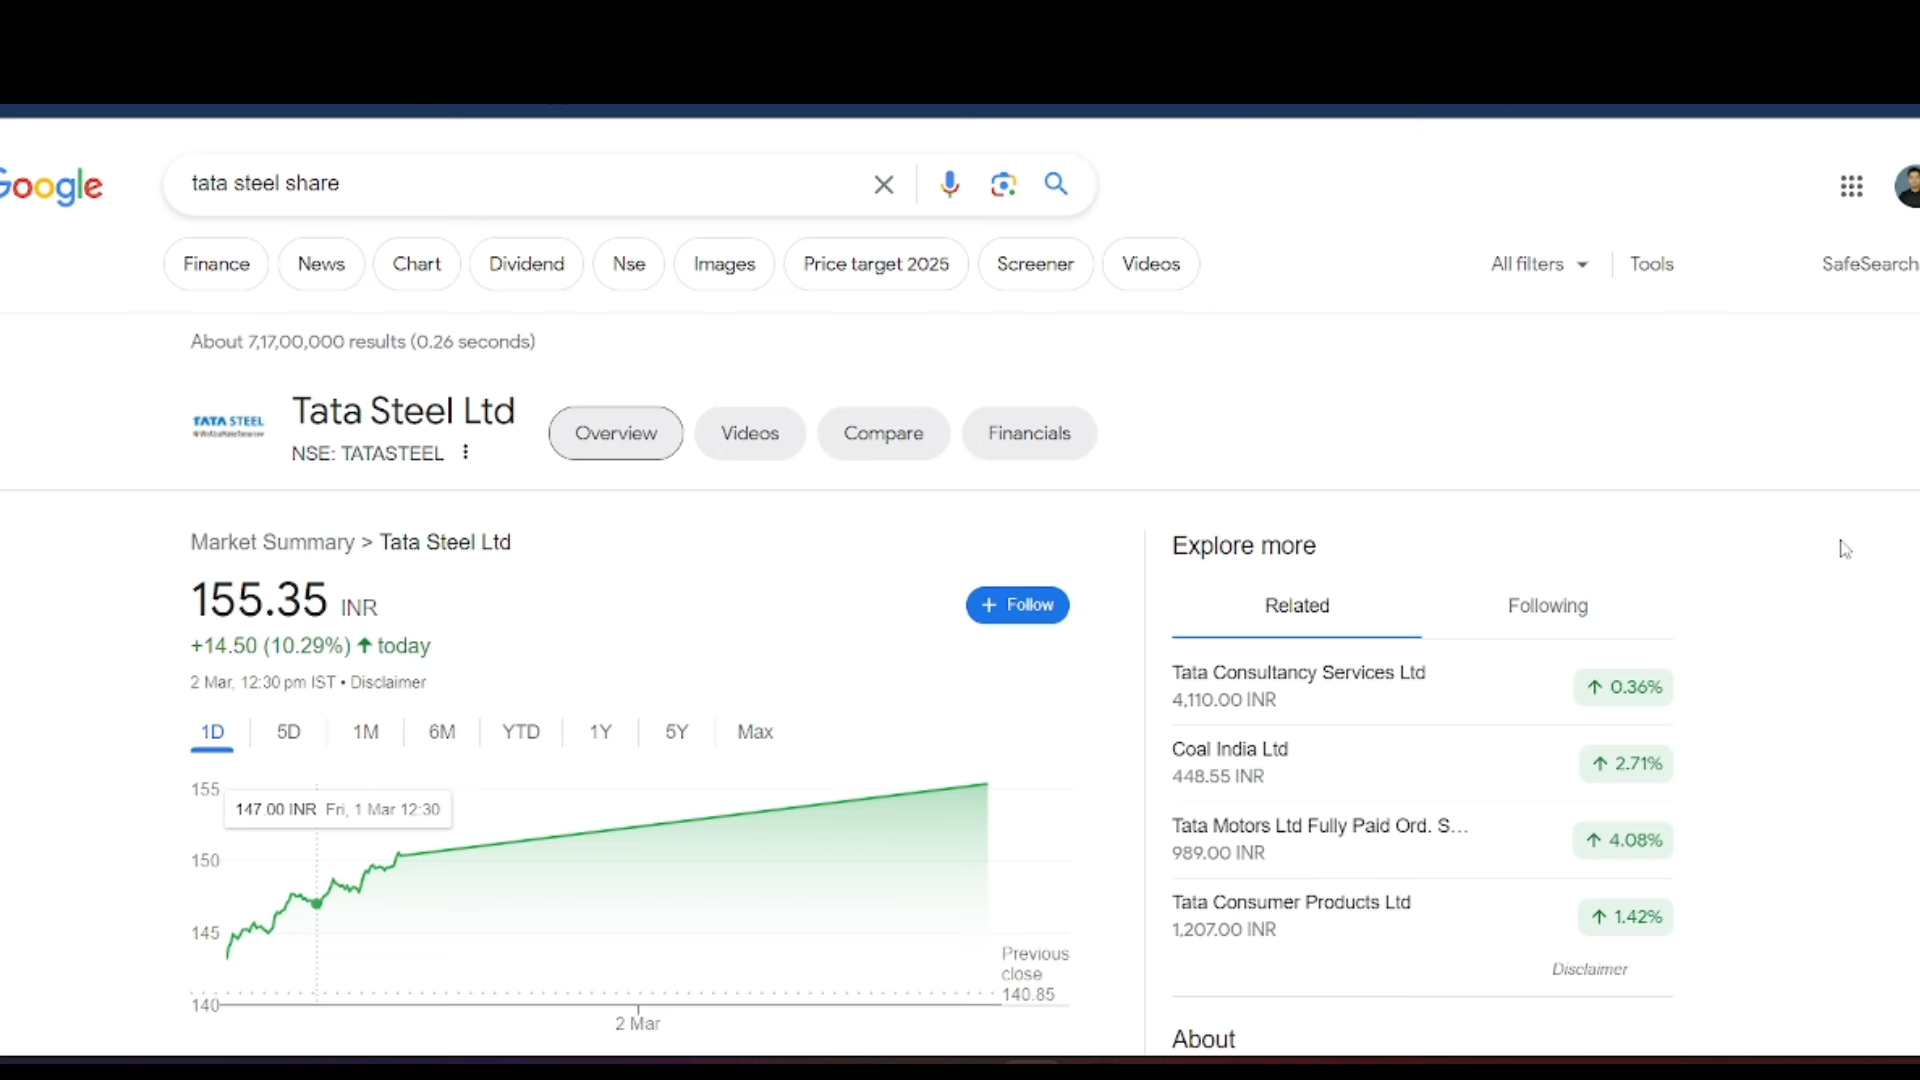 Google
tata steel share
Finance
News
Chart
Dividend
Nse
Images
Price target 2025
Screener
Videos
All filters
Tools
SafeSearch
About 7,17,00,000 results (0.26 seconds)
TATA STEEL
Tata Steel Ltd
NSE: TATASTEEL
Overview
Videos
Compare
Financials
Market Summary > Tata Steel Ltd
155.35 INR
+ Follow
+14.50 (10.29%) ↑ today
2 Mar, 12:30 pm IST • Disclaimer
1D
5D
1M
6M
YTD
1Y
5Y
Max
155
147.00 INR Fri, 1 Mar 12:30
150
145
140
Previous
close
140.85
2 Mar
Explore more
Related
Following
Tata Consultancy Services Ltd
4,110.00 INR
↑ 0.36%
Coal India Ltd
448.55 INR
↑ 2.71%
Tata Motors Ltd Fully Paid Ord. S...
989.00 INR
↑ 4.08%
Tata Consumer Products Ltd
1,207.00 INR
↑ 1.42%
Disclaimer
About